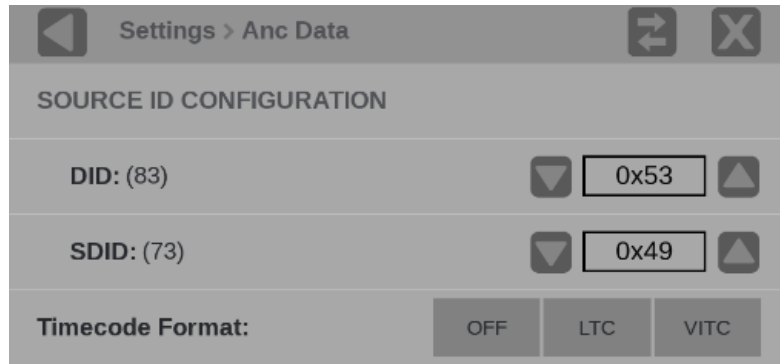 Settings > Anc Data
SOURCE ID CONFIGURATION
DID: (83) 0x53
SDID: (73) 0x49
Timecode Format: OFF LTC VITC